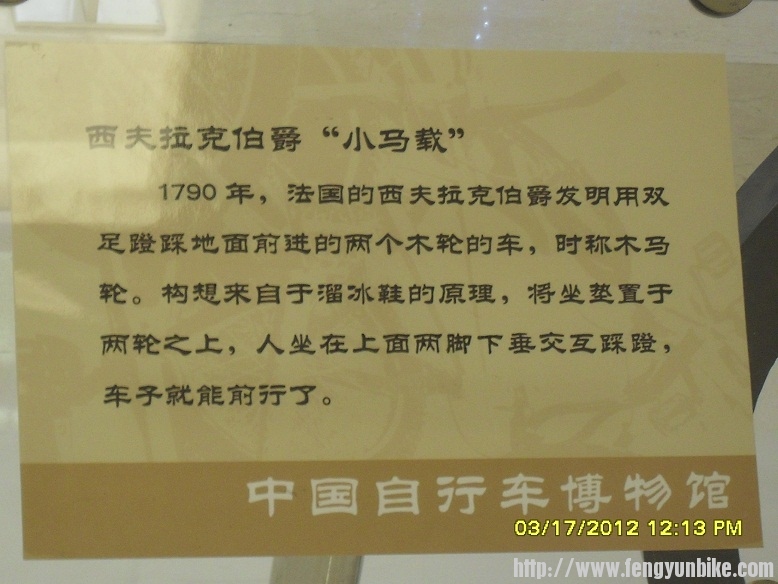 西夫拉克伯爵“小马载”
1790年，法国的西夫拉克伯爵发明用双
足蹬踩地面前进的两个木轮的车，时称木马
轮。构想来自于溜冰鞋的原理，将坐垫置于
两轮之上，人坐在上面两脚下垂交互踩蹬，
车子就能前行了。
中国自行车博物馆
03/17/2012 12:13 PM
http://www.fengyunbike.com